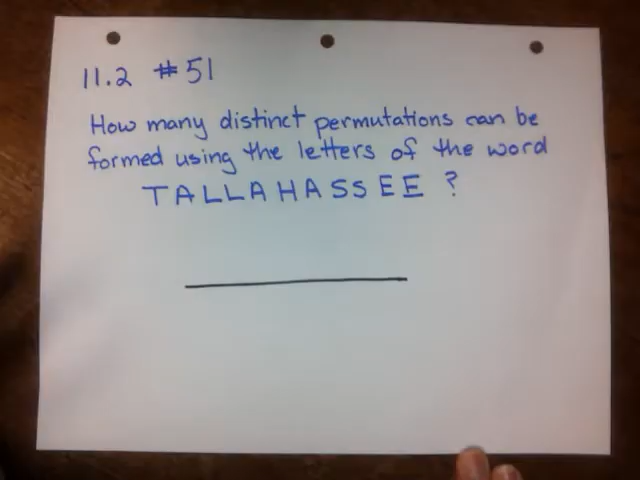 11.2 #51
How many distinct permutations can be
formed using the letters of the word
TALLAHASSEE ?